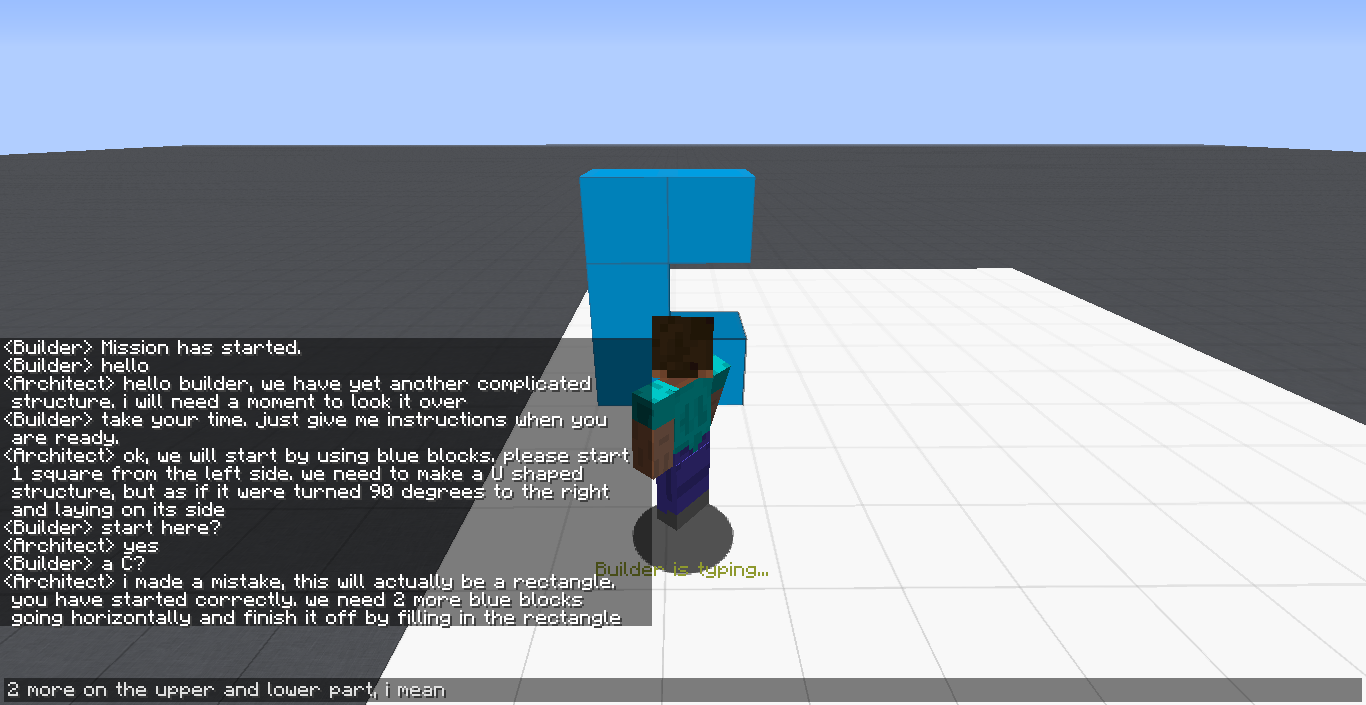 <Builder> Mission has started.
<Builder> hello
<Architect> hello builder, we have yet another complicated
structure, i will need a moment to look it over
<Builder> take your time. just give me instructions when you
are ready.
<Architect> ok, we will start by using blue blocks. please start
1 square from the left side. we need to make a U shaped
structure, but as if it were turned 90 degrees to the right
and laying on its side
<Builder> start here?
<Architect> yes
<Builder> a C?
Builder is typing...
<Architect> i made a mistake, this will actually be a rectangle.
you have started correctly. we need 2 more blue blocks
going horizontally and finish it off by filling in the rectangle
2 more on the upper and lower part, i mean